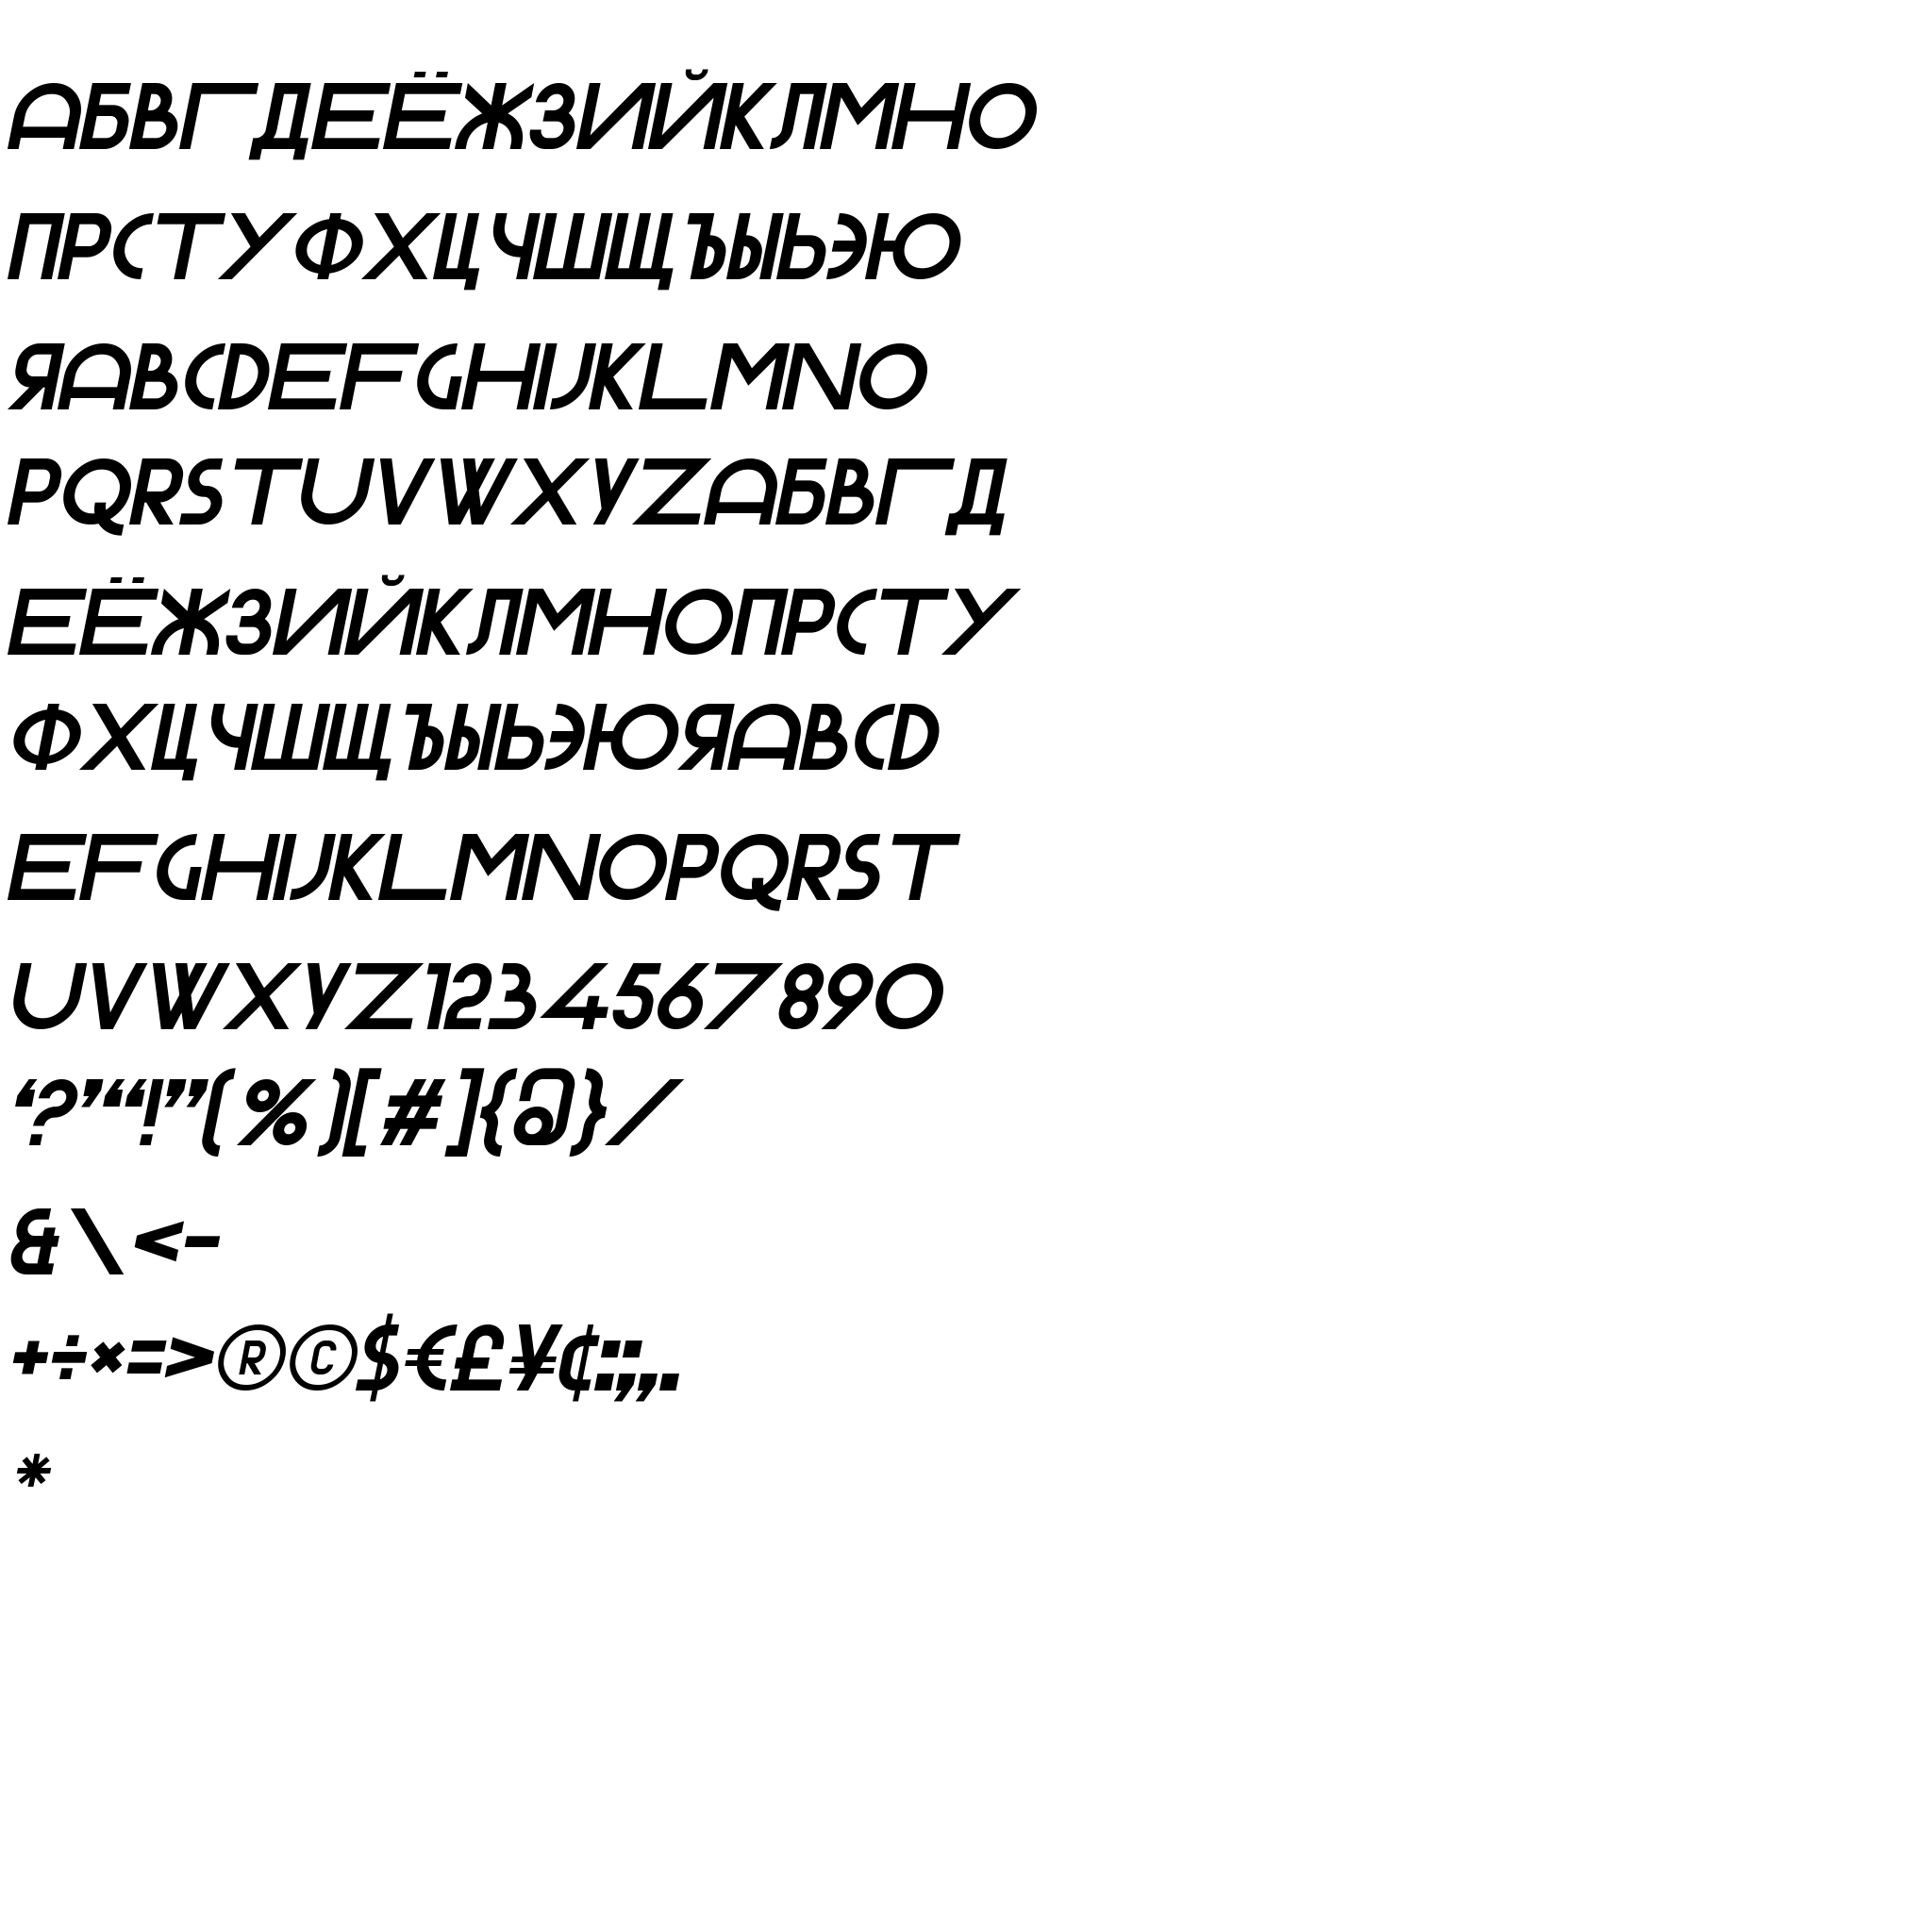 АБВГДЕЁЖЗИЙКЛМНО
ПРСТУФХЦЧШЩЪЫЬЭЮ
ЯABCDEFGHIJKLMNO
PQRSTUVWXYZАБВГД
ЕЁЖЗИЙКЛМНОПРСТУ
ФХЦЧШЩЪЫЬЭЮЯABCD
EFGHIJKLMNOPQRST
UVWXYZ1234567890
‘?’“!”(%)[#]{@}/
&\<-
+÷×=>®©$€£¥¢:;,.
*